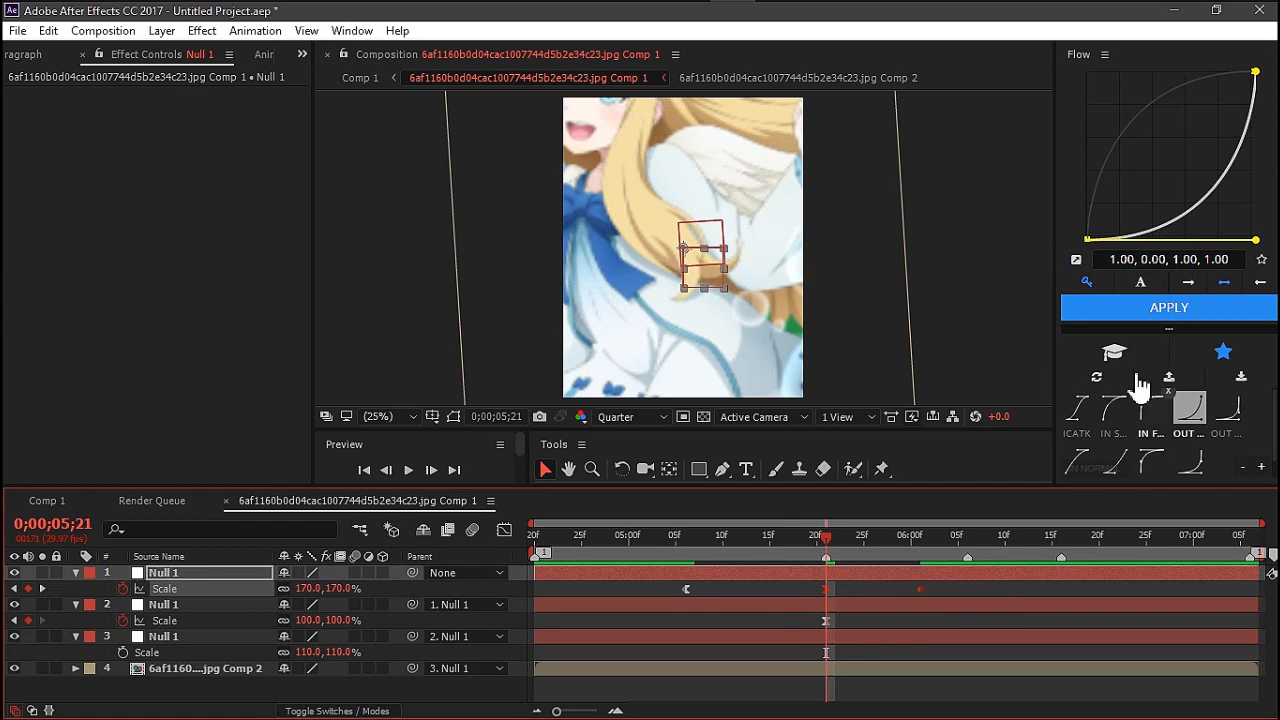 Adobe After Effects CC 2017 - Untitled Project.aep *
File Edit Composition Layer Effect Animation View Window Help
ragraph × Effect Controls Null 1 Anir
× Composition 6af1160b0d04cac1007744d5b2e34c23.jpg Comp 1
Flow
6af1160b0d04cac1007744d5b2e34c23.jpg Comp 1 • Null 1
Comp 1 6af1160b0d04cac1007744d5b2e34c23.jpg Comp 1 6af1160b0d04cac1007744d5b2e34c23.jpg Comp 2
1.00, 0.00, 1.00, 1.00
A
APPLY
(25%) 0;00;05;21 Quarter Active Camera 1 View +0.0
ICATK IN S... IN F... OUT ... OUT ...
Preview
Tools
Comp 1 Render Queue × 6af1160b0d04cac1007744d5b2e34c23.jpg Comp 1
0;00;05;21
00171 (29.97 fps)
20f 25f 05:00f 05f 10f 15f 20f 25f 06:00f 05f 10f 15f 20f 25f 07:00f 05f
# Source Name Parent
1 1
1 Null 1 None
Scale 170.0,170.0%
2 Null 1 1. Null 1
Scale 100.0,100.0%
3 Null 1 2. Null 1
Scale 110.0,110.0%
4 6af1160....jpg Comp 2 3. Null 1
Toggle Switches / Modes